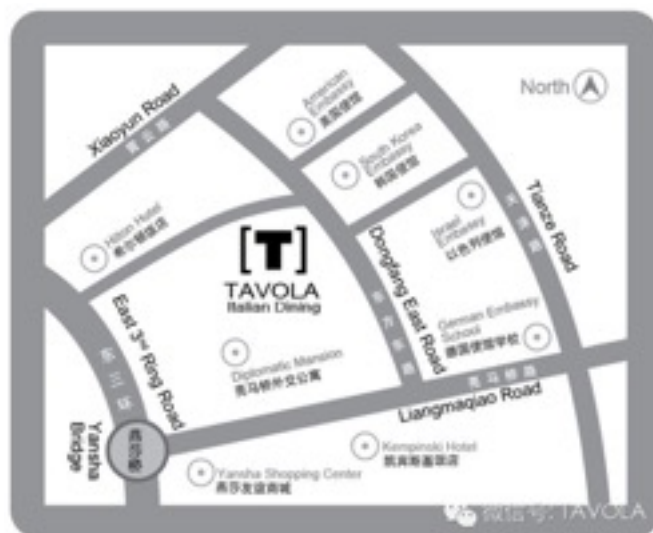 North
Xiaoyun Road
霄云路
American
Embassy
美国使馆
South Korea
Embassy
韩国使馆
Tianze Road
天泽路
Israel
Embassy
以色列使馆
Hilton Hotel
希尔顿饭店
[T]
TAVOLA
Italian Dining
Dongfang East Road
东方东路
German Embassy
School
德国使馆学校
East 3rd Ring Road
东三环
Diplomatic Mansion
亮马桥外交公寓
亮马桥路
Liangmaqiao Road
Yansha
Bridge
燕莎桥
Kempinski Hotel
凯宾斯基饭店
Yansha Shopping Center
燕莎友谊商城
微信号: TAVOLA